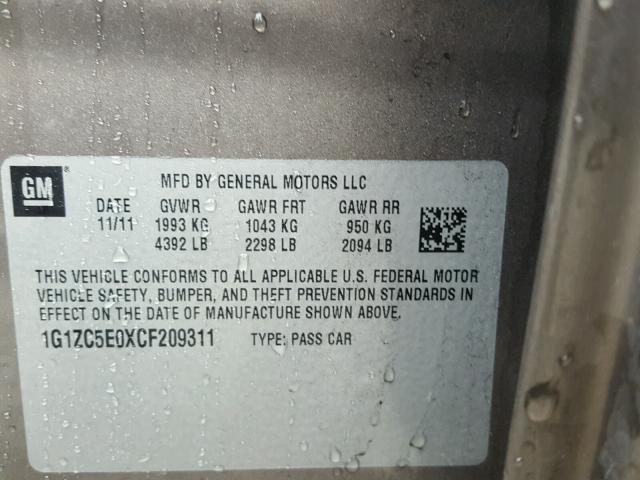 GM ®
MFD BY GENERAL MOTORS LLC
DATE GVWR GAWR FRT GAWR RR
11/11 1993 KG 1043 KG 950 KG
4392 LB 2298 LB 2094 LB
THIS VEHICLE CONFORMS TO ALL APPLICABLE U.S. FEDERAL MOTOR
VEHICLE SAFETY, BUMPER, AND THEFT PREVENTION STANDARDS IN
EFFECT ON THE DATE OF MANUFACTURE SHOWN ABOVE.
1G1ZC5E0XCF209311 TYPE: PASS CAR